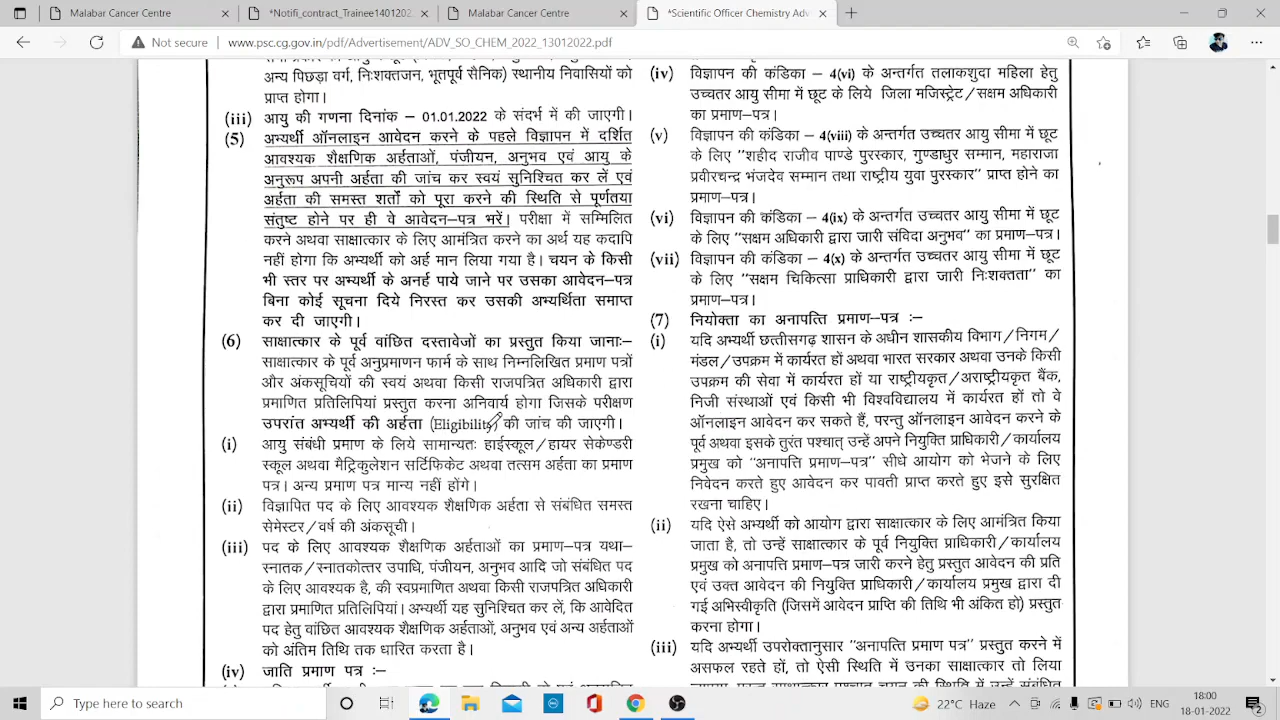 Malabar Cancer Centre
*Notifi_contract_Trainee1401202
Malabar Cancer Centre
*Scientific Officer Chemistry Adv
Not secure
www.psc.cg.gov.in/pdf/Advertisement/ADV_SO_CHEM_2022_13012022.pdf
अन्य पिछड़ा वर्ग, निःशक्तजन, भूतपूर्व सैनिक) स्थानीय निवासियों को
प्राप्त होगा।
(iii) आयु की गणना दिनांक – 01.01.2022 के संदर्भ में की जाएगी।
(5) अभ्यर्थी ऑनलाइन आवेदन करने के पहले विज्ञापन में दर्शित
आवश्यक शैक्षणिक अर्हताओं, पंजीयन, अनुभव एवं आयु के
अनुरूप अपनी अर्हता की जांच कर स्वयं सुनिश्चित कर लें एवं
अर्हता की समस्त शर्तों को पूरा करने की स्थिति से पूर्णतया
संतुष्ट होने पर ही वे आवेदन–पत्र भरें। परीक्षा में सम्मिलित
करने अथवा साक्षात्कार के लिए आमंत्रित करने का अर्थ यह कदापि
नहीं होगा कि अभ्यर्थी को अर्ह मान लिया गया है। चयन के किसी
भी स्तर पर अभ्यर्थी के अनर्ह पाये जाने पर उसका आवेदन–पत्र
बिना कोई सूचना दिये निरस्त कर उसकी अभ्यर्थिता समाप्त
कर दी जाएगी।
(6) साक्षात्कार के पूर्व वांछित दस्तावेजों का प्रस्तुत किया जानाः–
साक्षात्कार के पूर्व अनुप्रमाणन फार्म के साथ निम्नलिखित प्रमाण पत्रों
और अंकसूचियों की स्वयं अथवा किसी राजपत्रित अधिकारी द्वारा
प्रमाणित प्रतिलिपियां प्रस्तुत करना अनिवार्य होगा जिसके परीक्षण
उपरांत अभ्यर्थी की अर्हता (Eligibility) की जांच की जाएगी।
(i) आयु संबंधी प्रमाण के लिये सामान्यतः हाईस्कूल/हायर सेकेण्डरी
स्कूल अथवा मैट्रिकुलेशन सर्टिफिकेट अथवा तत्सम अर्हता का प्रमाण
पत्र। अन्य प्रमाण पत्र मान्य नहीं होंगे।
(ii) विज्ञापित पद के लिए आवश्यक शैक्षणिक अर्हता से संबंधित समस्त
सेमेस्टर/वर्ष की अंकसूची।
(iii) पद के लिए आवश्यक शैक्षणिक अर्हताओं का प्रमाण–पत्र यथा–
स्नातक/स्नातकोत्तर उपाधि, पंजीयन, अनुभव आदि जो संबंधित पद
के लिए आवश्यक है, की स्वप्रमाणित अथवा किसी राजपत्रित अधिकारी
द्वारा प्रमाणित प्रतिलिपियां। अभ्यर्थी यह सुनिश्चित कर लें, कि आवेदित
पद हेतु वांछित आवश्यक शैक्षणिक अर्हताओं, अनुभव एवं अन्य अर्हताओं
को अंतिम तिथि तक धारित करता है।
(iv) जाति प्रमाण पत्र :–
(iv) विज्ञापन की कंडिका – 4(vi) के अन्तर्गत तलाकशुदा महिला हेतु
उच्चतर आयु सीमा में छूट के लिये जिला मजिस्ट्रेट/सक्षम अधिकारी
का प्रमाण–पत्र।
(v) विज्ञापन की कंडिका – 4(viii) के अन्तर्गत उच्चतर आयु सीमा में छूट
के लिए "शहीद राजीव पाण्डे पुरस्कार, गुण्डाधुर सम्मान, महाराजा
प्रवीरचन्द्र भंजदेव सम्मान तथा राष्ट्रीय युवा पुरस्कार" प्राप्त होने का
प्रमाण–पत्र।
(vi) विज्ञापन की कंडिका – 4(ix) के अन्तर्गत उच्चतर आयु सीमा में छूट
के लिए "सक्षम अधिकारी द्वारा जारी संविदा अनुभव" का प्रमाण–पत्र।
(vii) विज्ञापन की कंडिका – 4(x) के अन्तर्गत उच्चतर आयु सीमा में छूट
के लिए "सक्षम चिकित्सा प्राधिकारी द्वारा जारी निःशक्तता" का
प्रमाण–पत्र।
(7) नियोक्ता का अनापत्ति प्रमाण–पत्र :–
(i) यदि अभ्यर्थी छत्तीसगढ़ शासन के अधीन शासकीय विभाग/निगम/
मंडल/उपक्रम में कार्यरत हों अथवा भारत सरकार अथवा उनके किसी
उपक्रम की सेवा में कार्यरत हों या राष्ट्रीयकृत/अराष्ट्रीयकृत बैंक,
निजी संस्थाओं एवं किसी भी विश्वविद्यालय में कार्यरत हों तो वे
ऑनलाइन आवेदन कर सकते हैं, परन्तु ऑनलाइन आवेदन करने के
पूर्व अथवा इसके तुरंत पश्चात् उन्हें अपने नियुक्ति प्राधिकारी/कार्यालय
प्रमुख को "अनापत्ति प्रमाण–पत्र" सीधे आयोग को भेजने के लिए
निवेदन करते हुए आवेदन कर पावती प्राप्त करते हुए इसे सुरक्षित
रखना चाहिए।
(ii) यदि ऐसे अभ्यर्थी को आयोग द्वारा साक्षात्कार के लिए आमंत्रित किया
जाता है, तो उन्हें साक्षात्कार के पूर्व नियुक्ति प्राधिकारी/कार्यालय
प्रमुख को अनापत्ति प्रमाण–पत्र जारी करने हेतु प्रस्तुत आवेदन की प्रति
एवं उक्त आवेदन की नियुक्ति प्राधिकारी/कार्यालय प्रमुख द्वारा दी
गई अभिस्वीकृति (जिसमें आवेदन प्राप्ति की तिथि भी अंकित हो) प्रस्तुत
करना होगा।
(iii) यदि अभ्यर्थी उपरोक्तानुसार "अनापत्ति प्रमाण पत्र" प्रस्तुत करने में
असफल रहते हों, तो ऐसी स्थिति में उनका साक्षात्कार तो लिया
Type here to search
22°C Haze
ENG
18:00
18-01-2022